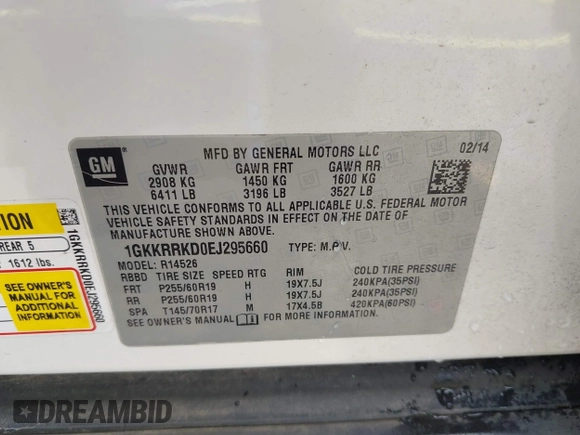 GM
MFD BY GENERAL MOTORS LLC
02/14
GVWR GAWR FRT GAWR RR
2908 KG 1450 KG 1600 KG
6411 LB 3196 LB 3527 LB
THIS VEHICLE CONFORMS TO ALL APPLICABLE U.S. FEDERAL MOTOR
VEHICLE SAFETY STANDARDS IN EFFECT ON THE DATE OF
MANUFACTURE SHOWN ABOVE.
1GKKRRKD0EJ295660 TYPE: M.P.V.
MODEL: R14526
RBBD TIRE SIZE SPEED RTG RIM COLD TIRE PRESSURE
FRT P255/60R19 H 19X7.5J 240KPA(35PSI)
RR P255/60R19 H 19X7.5J 240KPA(35PSI)
SPA T145/70R17 M 17X4.5B 420KPA(60PSI)
SEE OWNER'S MANUAL FOR MORE INFORMATION.
TION
REAR 5
1612 lbs.
SEE OWNER'S
MANUAL FOR
ADDITIONAL
INFORMATION
1GKKRRKD0EJ295660
DREAMBID